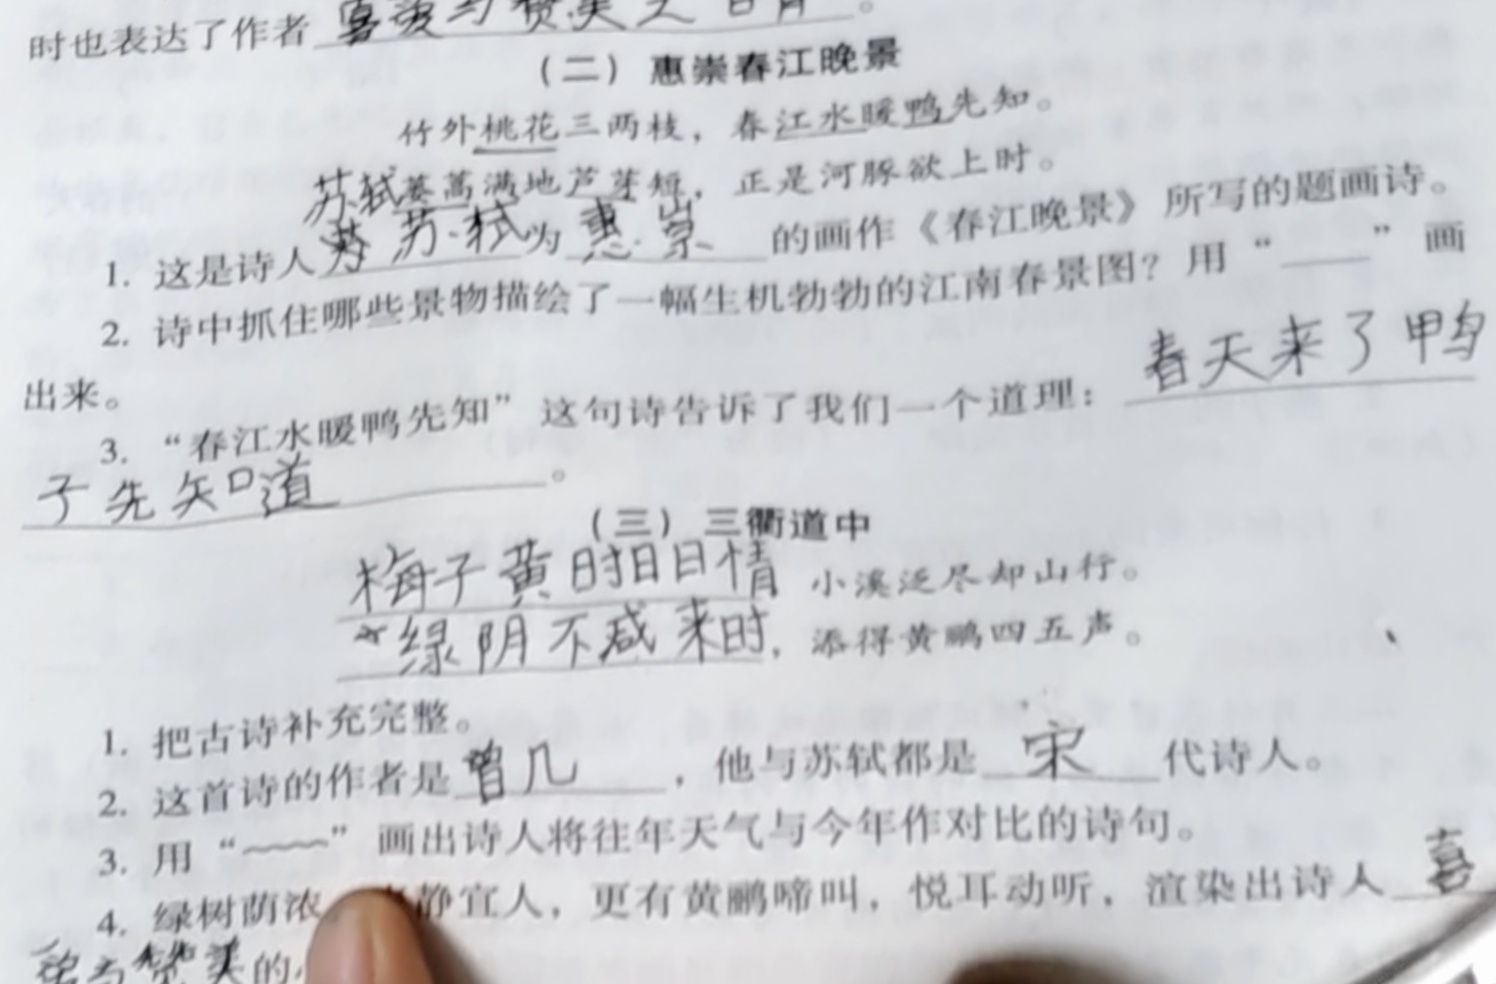 时也表达了作者喜爱与赞美之
（二）惠崇春江晚景
竹外桃花三两枝，春江水暖鸭先知。
苏轼蒌蒿满地芦芽短，正是河豚欲上时。
1. 这是诗人苏轼为惠崇的画作《春江晚景》所写的题画诗。
2. 诗中抓住哪些景物描绘了一幅生机勃勃的江南春景图？用“——”画
出来。
3. “春江水暖鸭先知”这句诗告诉了我们一个道理：春天来了鸭
子先知道。
（三）三衢道中
梅子黄时日日情 小溪泛尽却山行。
绿阴不减来时，添得黄鹂四五声。
1. 把古诗补充完整。
2. 这首诗的作者是曾几，他与苏轼都是宋代诗人。
3. 用“﹏﹏”画出诗人将往年天气与今年作对比的诗句。
4. 绿树荫浓，静宜人，更有黄鹂啼叫，悦耳动听，渲染出诗人喜
与赞美的